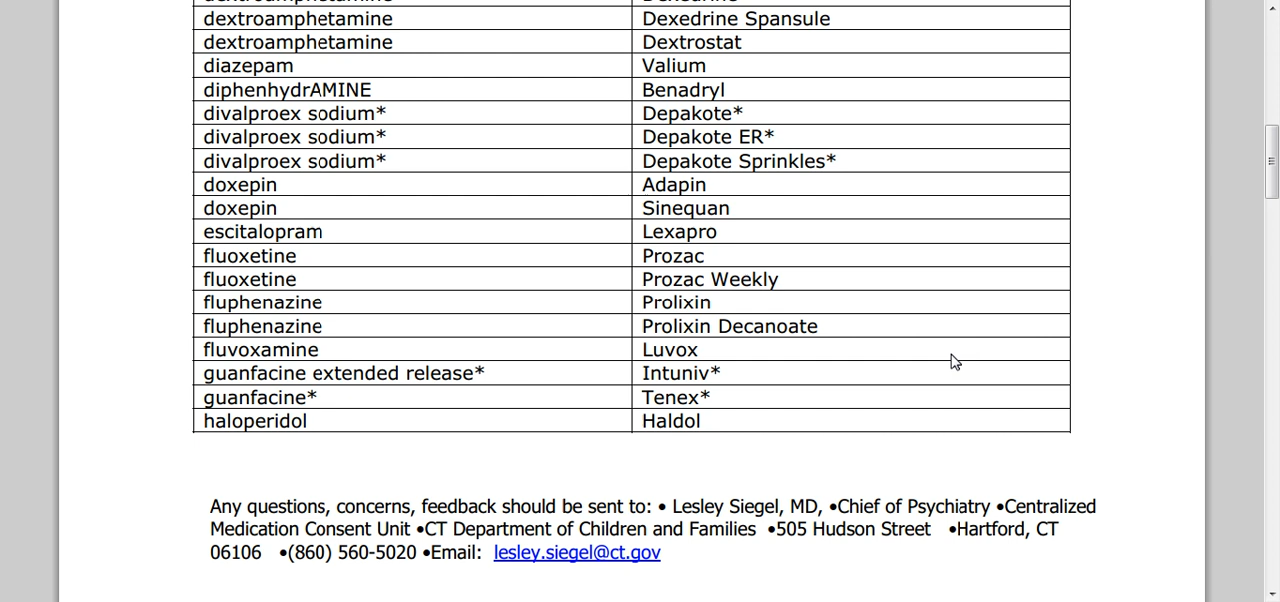 dextroamphetamine Dexedrine
dextroamphetamine Dexedrine Spansule
dextroamphetamine Dextrostat
diazepam Valium
diphenhydrAMINE Benadryl
divalproex sodium* Depakote*
divalproex sodium* Depakote ER*
divalproex sodium* Depakote Sprinkles*
doxepin Adapin
doxepin Sinequan
escitalopram Lexapro
fluoxetine Prozac
fluoxetine Prozac Weekly
fluphenazine Prolixin
fluphenazine Prolixin Decanoate
fluvoxamine Luvox
guanfacine extended release* Intuniv*
guanfacine* Tenex*
haloperidol Haldol
Any questions, concerns, feedback should be sent to: • Lesley Siegel, MD, •Chief of Psychiatry •Centralized
Medication Consent Unit •CT Department of Children and Families •505 Hudson Street •Hartford, CT
06106 •(860) 560-5020 •Email: lesley.siegel@ct.gov